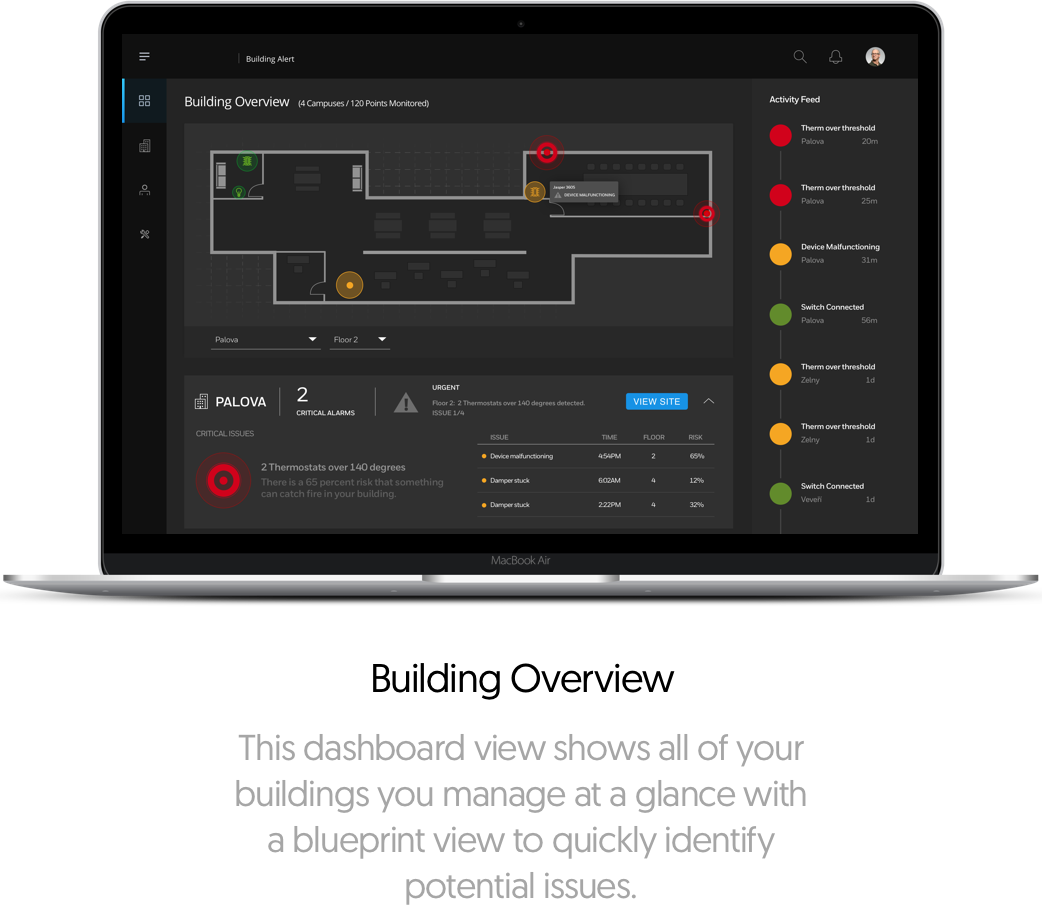 Building Alert
Building Overview (4 Campuses / 120 Points Monitored)
Jasper 3605
DEVICE MALFUNCTIONING
Palova
Floor 2
PALOVA
2
CRITICAL ALARMS
URGENT
Floor 2: 2 Thermostats over 140 degrees detected.
ISSUE 1/4
VIEW SITE
CRITICAL ISSUES
2 Thermostats over 140 degrees
There is a 65 percent risk that something
can catch fire in your building.
ISSUE TIME FLOOR RISK
Device malfunctioning 4:54PM 2 65%
Damper stuck 6:02AM 4 12%
Damper stuck 2:22PM 4 32%
Activity Feed
Therm over threshold
Palova 20m
Therm over threshold
Palova 25m
Device Malfunctioning
Palova 31m
Switch Connected
Palova 56m
Therm over threshold
Zelny 1d
Therm over threshold
Zelny 1d
Switch Connected
Veveří 1d
MacBook Air
Building Overview
This dashboard view shows all of your
buildings you manage at a glance with
a blueprint view to quickly identify
potential issues.